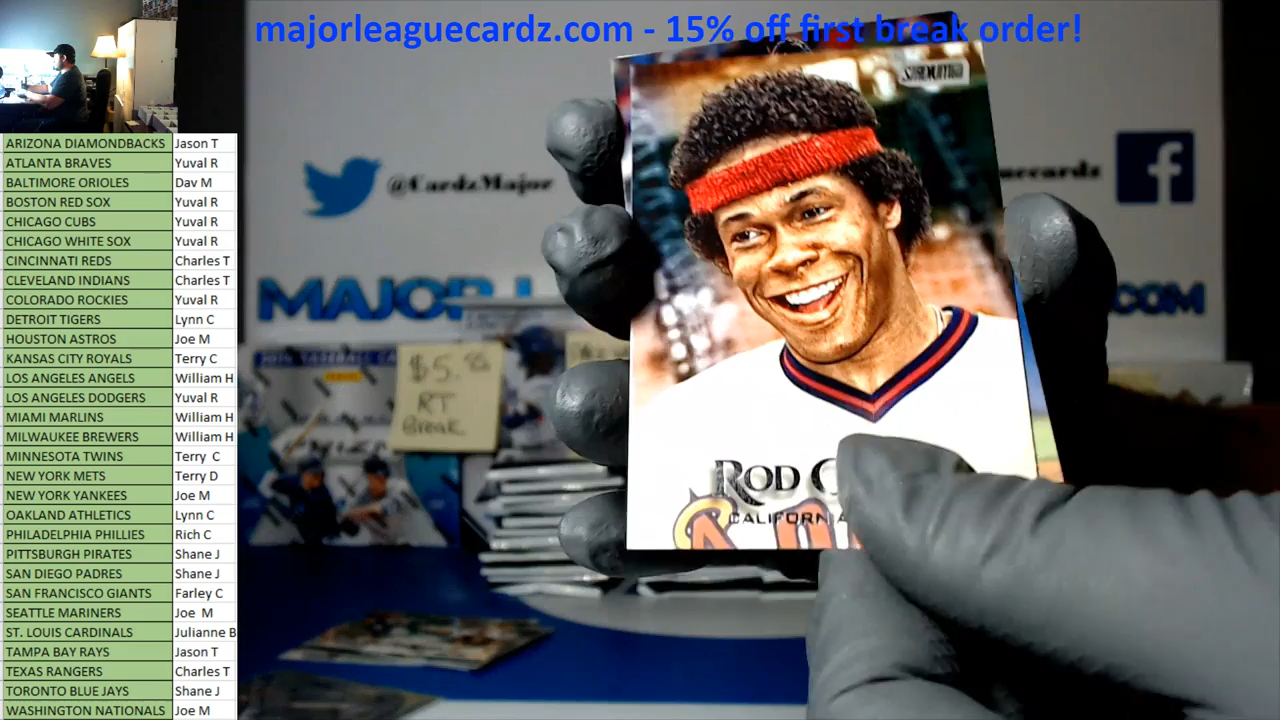 majorleaguecardz.com - 15% off first break order!
ARIZONA DIAMONDBACKS Jason T
ATLANTA BRAVES Yuval R
BALTIMORE ORIOLES Dav M
BOSTON RED SOX Yuval R
CHICAGO CUBS Yuval R
CHICAGO WHITE SOX Yuval R
CINCINNATI REDS Charles T
CLEVELAND INDIANS Charles T
COLORADO ROCKIES Yuval R
DETROIT TIGERS Lynn C
HOUSTON ASTROS Joe M
KANSAS CITY ROYALS Terry C
LOS ANGELES ANGELS William H
LOS ANGELES DODGERS Yuval R
MIAMI MARLINS William H
MILWAUKEE BREWERS William H
MINNESOTA TWINS Terry C
NEW YORK METS Terry D
NEW YORK YANKEES Joe M
OAKLAND ATHLETICS Lynn C
PHILADELPHIA PHILLIES Rich C
PITTSBURGH PIRATES Shane J
SAN DIEGO PADRES Shane J
SAN FRANCISCO GIANTS Farley C
SEATTLE MARINERS Joe M
ST. LOUIS CARDINALS Julianne B
TAMPA BAY RAYS Jason T
TEXAS RANGERS Charles T
TORONTO BLUE JAYS Shane J
WASHINGTON NATIONALS Joe M
@CardzMajor
MAJOR L
.COM
$5.
RT
Break
ROD C
CALIFORNIA